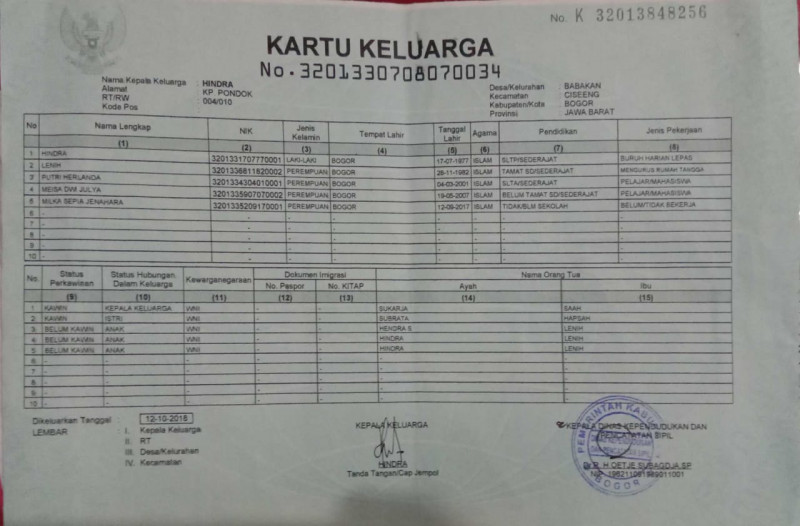 No. K 32013848256
KARTU KELUARGA
No. 3201330708070034
Nama Kepala Keluarga : HINDRA
Alamat : KP. PONDOK
RT/RW : 004/010
Kode Pos :
Desa/Kelurahan : BABAKAN
Kecamatan : CISEENG
Kabupaten/Kota : BOGOR
Provinsi : JAWA BARAT
No Nama Lengkap NIK Jenis Kelamin Tempat Lahir Tanggal Lahir Agama Pendidikan Jenis Pekerjaan
(1) (2) (3) (4) (5) (6) (7) (8)
1 HINDRA 3201331707770001 LAKI-LAKI BOGOR 17-07-1977 ISLAM SLTP/SEDERAJAT BURUH HARIAN LEPAS
2 LENIH 3201336811820002 PEREMPUAN BOGOR 28-11-1982 ISLAM TAMAT SD/SEDERAJAT MENGURUS RUMAH TANGGA
3 PUTRI HERLANDA 3201334304010001 PEREMPUAN BOGOR 04-03-2001 ISLAM SLTA/SEDERAJAT PELAJAR/MAHASISWA
4 MEISA DWI JULYA 3201335907070002 PEREMPUAN BOGOR 19-05-2007 ISLAM BELUM TAMAT SD/SEDERAJAT PELAJAR/MAHASISWA
5 MILKA SEPIA JENAHARA 3201335209170001 PEREMPUAN BOGOR 12-09-2017 ISLAM TIDAK/BLM SEKOLAH BELUM/TIDAK BEKERJA
6 - - - - - - - -
7 - - - - - - - -
8 - - - - - - - -
9 - - - - - - - -
10 - - - - - - - -
No. Status Perkawinan Status Hubungan Dalam Keluarga Kewarganegaraan Dokumen Imigrasi Nama Orang Tua
No. Paspor No. KITAP Ayah Ibu
(9) (10) (11) (12) (13) (14) (15)
1 KAWIN KEPALA KELUARGA WNI - - SUKARJA SAAH
2 KAWIN ISTRI WNI - - SUBRATA HAFSAH
3 BELUM KAWIN ANAK WNI - - HENDRA S LENIH
4 BELUM KAWIN ANAK WNI - - HINDRA LENIH
5 BELUM KAWIN ANAK WNI - - HINDRA LENIH
6 - - - - - - -
7 - - - - - - -
8 - - - - - - -
9 - - - - - - -
10 - - - - - - -
Dikeluarkan Tanggal : 12-10-2018
LEMBAR : I. Kepala Keluarga
II. RT
III. Desa/Kelurahan
IV. Kecamatan
KEPALA KELUARGA
HINDRA
Tanda Tangan/Cap Jempol
KEPALA DINAS KEPENDUDUKAN DAN
PENCATATAN SIPIL
H. OETJE SUBAGDJA.SP
NIP.
PEMERINTAH
BOGOR